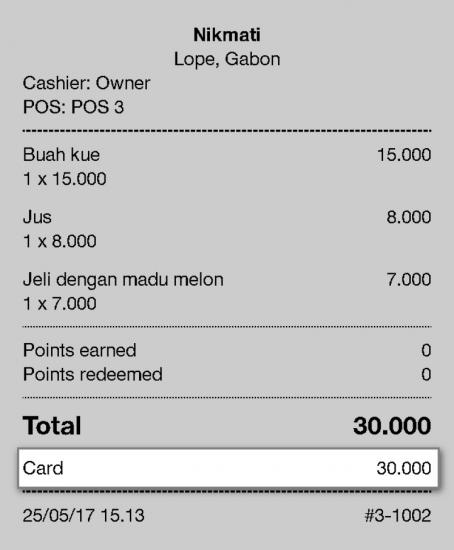 Nikmati
Lope, Gabon
Cashier: Owner
POS: POS 3
Buah kue 15.000
1 x 15.000
Jus 8.000
1 x 8.000
Jeli dengan madu melon 7.000
1 x 7.000
Points earned 0
Points redeemed 0
Total 30.000
Card 30.000
25/05/17 15.13 #3-1002